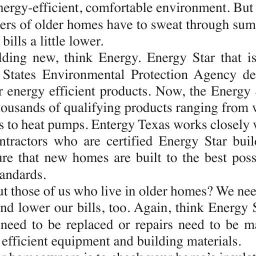 nergy-efficient, comfortable environment. But
ers of older homes have to sweat through sum
bills a little lower.
lding new, think Energy. Energy Star that is
States Environmental Protection Agency de
r energy efficient products. Now, the Energy
ousands of qualifying products ranging from v
s to heat pumps. Entergy Texas works closely v
ntractors who are certified Energy Star buil
ure that new homes are built to the best poss
andards.
ut those of us who live in older homes? We nee
nd lower our bills, too. Again, think Energy S
need to be replaced or repairs need to be ma
efficient equipment and building materials.